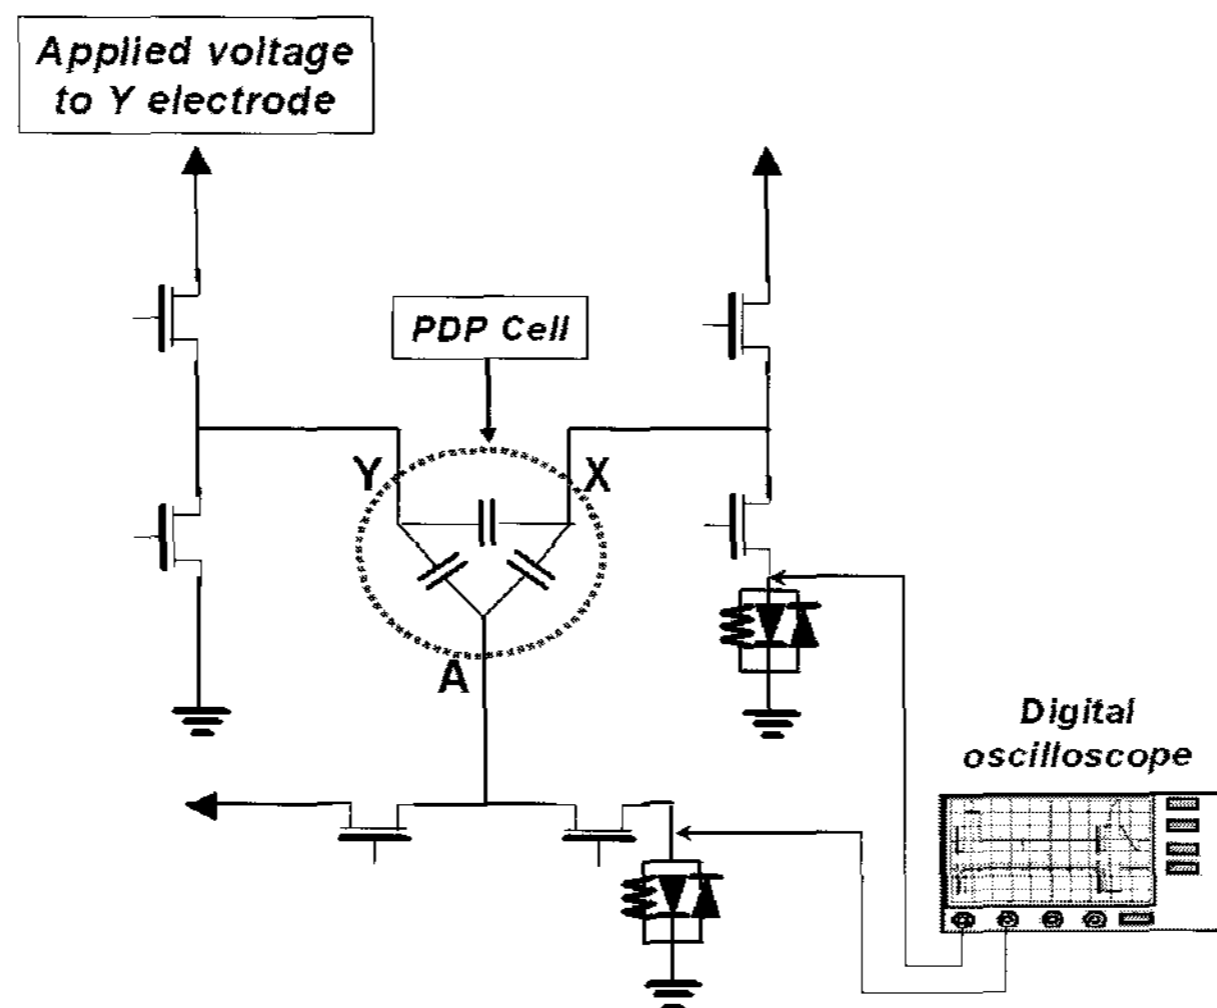 Applied voltage
to Y electrode
PDP Cell
Y
X
A
Digital
oscilloscope